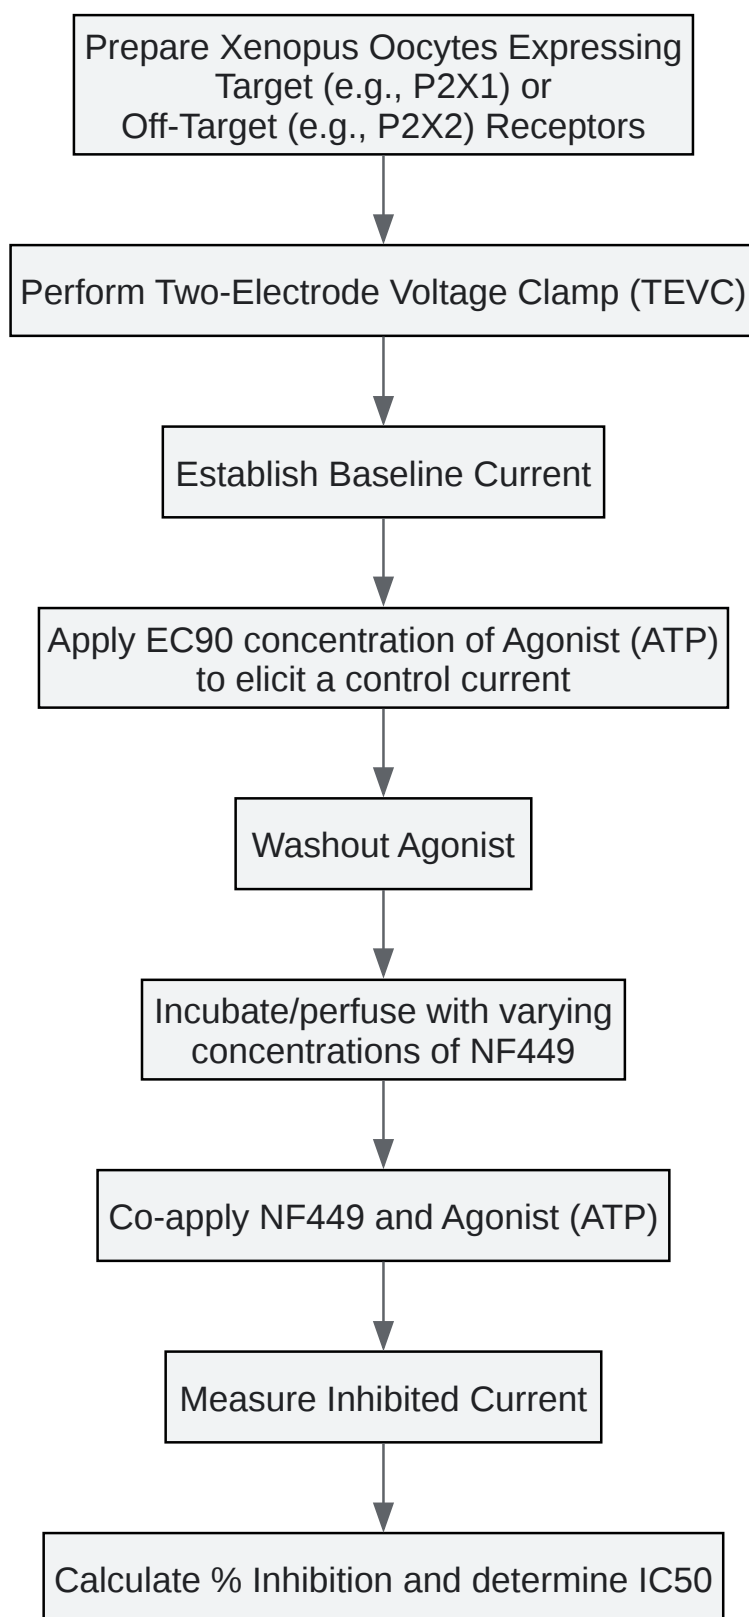 Prepare Xenopus Oocytes Expressing
Target (e.g., P2X1) or
Off-Target (e.g., P2X2) Receptors
Perform Two-Electrode Voltage Clamp (TEVC)
Establish Baseline Current
Apply EC90 concentration of Agonist (ATP)
to elicit a control current
Washout Agonist
Incubate/perfuse with varying
concentrations of NF449
Co-apply NF449 and Agonist (ATP)
Measure Inhibited Current
Calculate % Inhibition and determine IC50